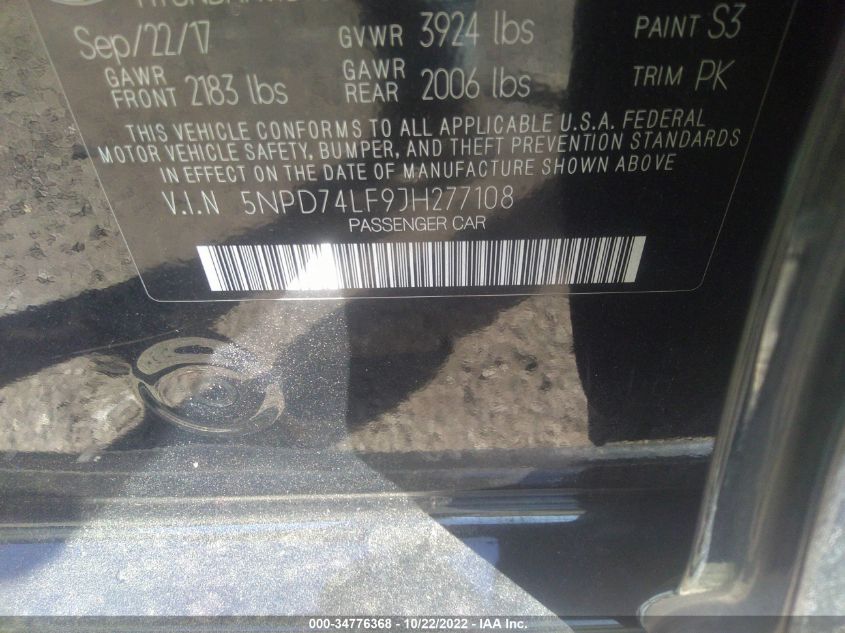 Sep/22/17 GVWR 3924 lbs PAINT S3
GAWR FRONT 2183 lbs GAWR REAR 2006 lbs TRIM PK
THIS VEHICLE CONFORMS TO ALL APPLICABLE U.S.A. FEDERAL
MOTOR VEHICLE SAFETY, BUMPER, AND THEFT PREVENTION STANDARDS
IN EFFECT ON THE DATE OF MANUFACTURE SHOWN ABOVE
V.I.N 5NPD74LF9JH277108
PASSENGER CAR
000-34776368 - 10/22/2022 - IAA Inc.